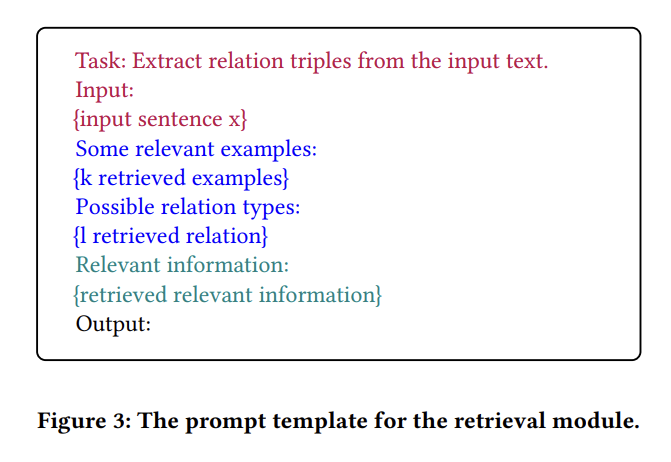 Task: Extract relation triples from the input text.
Input:
{input sentence x}
Some relevant examples:
{k retrieved examples}
Possible relation types:
{l retrieved relation}
Relevant information:
{retrieved relevant information}
Output:
Figure 3: The prompt template for the retrieval module.